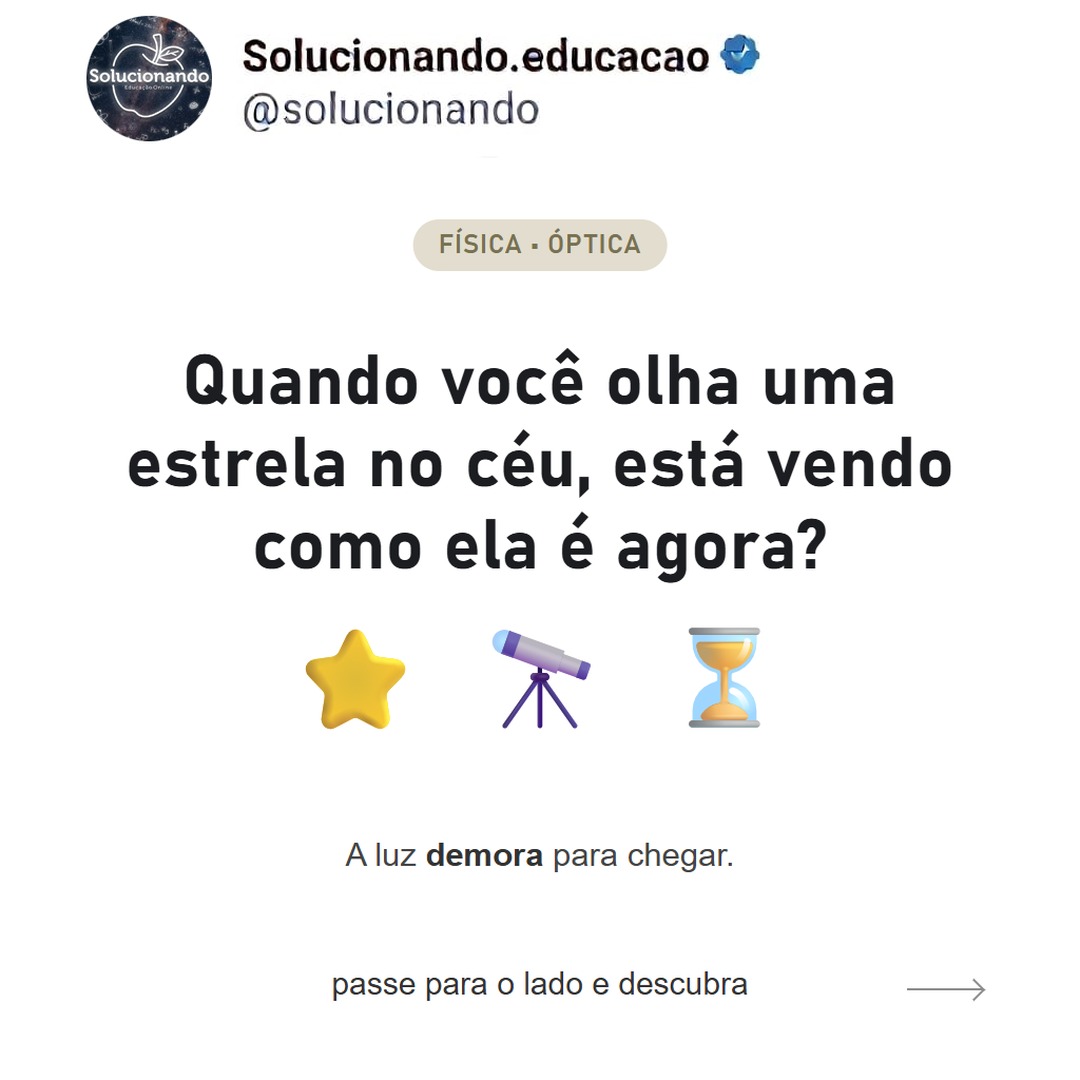 Solucionando
Educação Online
Solucionando.educacao
@solucionando
FÍSICA • ÓPTICA
Quando você olha uma
estrela no céu, está vendo
como ela é agora?
A luz demora para chegar.
passe para o lado e descubra